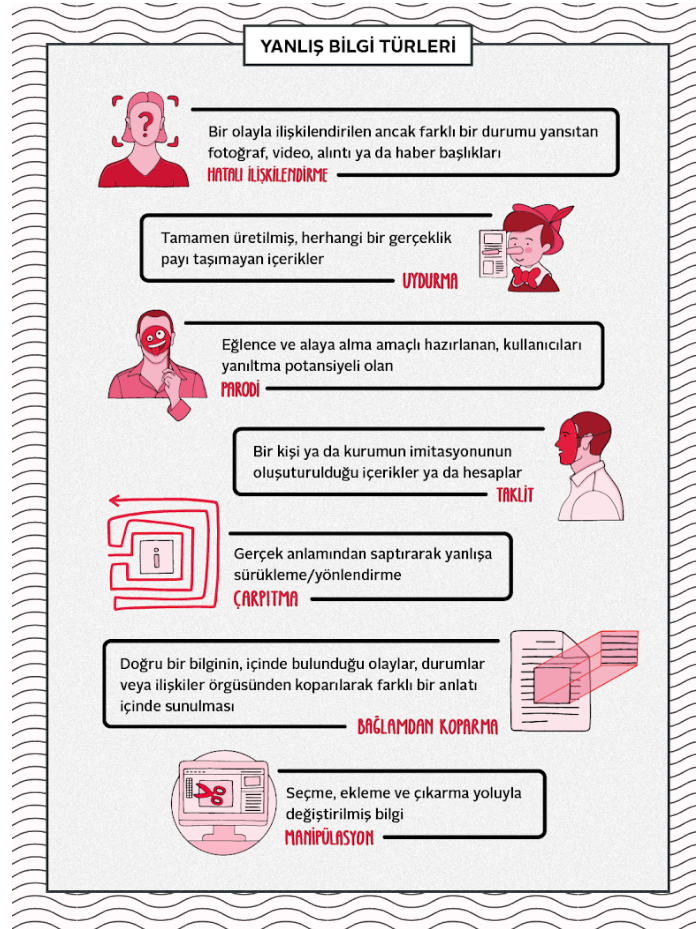 YANLIŞ BİLGİ TÜRLERİ
Bir olayla ilişkilendirilen ancak farklı bir durumu yansıtan
fotoğraf, video, alıntı ya da haber başlıkları
HATALI İLİŞKİLENDİRME
Tamamen üretilmiş, herhangi bir gerçeklik
payı taşımayan içerikler
UYDURMA
Eğlence ve alaya alma amaçlı hazırlanan, kullanıcıları
yanıltma potansiyeli olan
PARODİ
Bir kişi ya da kurumun imitasyonunun
oluşuturulduğu içerikler ya da hesaplar
TAKLİT
i
Gerçek anlamından saptırarak yanlışa
sürükleme/yönlendirme
ÇARPITMA
Doğru bir bilginin, içinde bulunduğu olaylar, durumlar
veya ilişkiler örgüsünden koparılarak farklı bir anlatı
içinde sunulması
BAĞLAMDAN KOPARMA
Seçme, ekleme ve çıkarma yoluyla
değiştirilmiş bilgi
MANİPÜLASYON